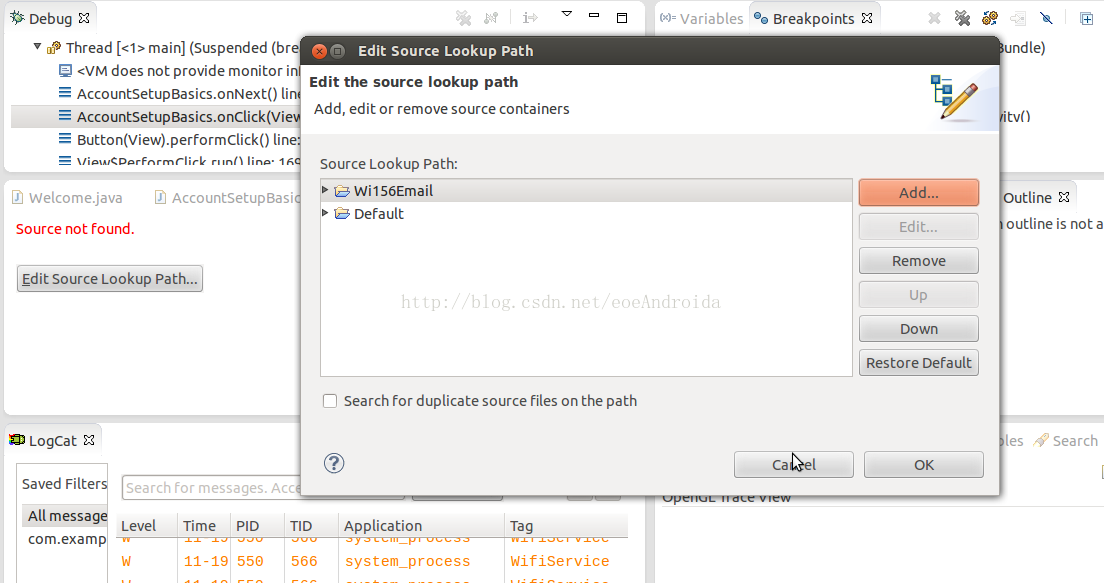 Debug
Variables
Breakpoints
Thread [<1> main] (Suspended (bre
<VM does not provide monitor in
AccountSetupBasics.onNext() line
AccountSetupBasics.onClick(View
Button(View).performClick() line:
View$PerformClick.run() line: 169
Bundle)
Edit Source Lookup Path
Edit the source lookup path
Add, edit or remove source containers
Source Lookup Path:
Wi156Email
Default
Add...
Edit...
Remove
Up
Down
Restore Default
http://blog.csdn.net/eoeAndroida
Search for duplicate source files on the path
Cancel
OK
Welcome.java
AccountSetupBasic
Source not found.
Edit Source Lookup Path...
Outline
outline is not a
LogCat
Search
Saved Filters
Search for messages. Acce
All message
com.examp
OpenGL Trace View
Level Time PID TID Application Tag
W 11-19 550 566 system_process WifiService
W 11-19 550 566 system_process WifiService